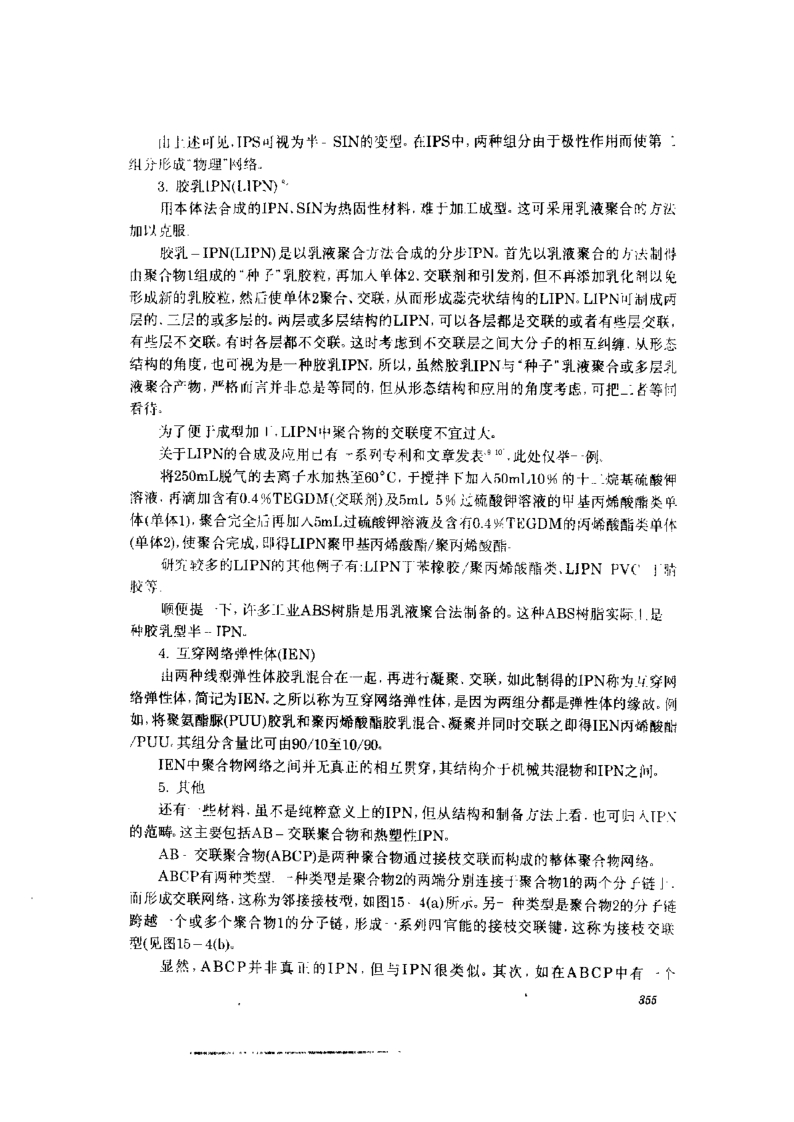 由上述可见,IPS可视为半-SIN的变型。在IPS中,两种组分由于极性作用而使第二
组分形成“物理”网络。
3. 胶乳IPN(LIPN)
用本体法合成的IPN、SIN为热固性材料,难于加工成型。这可采用乳液聚合的方法
加以克服。
胶乳-IPN(LIPN)是以乳液聚合方法合成的分步IPN。首先以乳液聚合的方法制得
由聚合物1组成的“种子”乳胶粒,再加入单体2、交联剂和引发剂,但不再添加乳化剂以免
形成新的乳胶粒,然后使单体2聚合、交联,从而形成蕊壳状结构的LIPN。LIPN可制成两
层的、三层的或多层的。两层或多层结构的LIPN,可以各层都是交联的或者有些层交联,
有些层不交联。有时各层都不交联。这时考虑到不交联层之间大分子的相互纠缠,从形态
结构的角度,也可视为是一种胶乳IPN。所以,虽然胶乳IPN与“种子”乳液聚合或多层乳
液聚合产物,严格而言并非总是等同的,但从形态结构和应用的角度考虑,可把二者等同
看待。
为了便于成型加工,LIPN中聚合物的交联度不宜过大。
关于LIPN的合成及应用已有一系列专利和文章发表,此处仅举一例。
将250mL脱气的去离子水加热至60°C,于搅拌下加入50mL10%的十二烷基硫酸钾
溶液,再滴加含有0.4%TEGDM(交联剂)及5mL 5%过硫酸钾溶液的甲基丙烯酸酯类单
体(单体1),聚合完全后再加入5mL过硫酸钾溶液及含有0.4%TEGDM的丙烯酸酯类单体
(单体2),使聚合完成,即得LIPN聚甲基丙烯酸酯/聚丙烯酸酯。
研究较多的LIPN的其他例子有:LIPN丁苯橡胶/聚丙烯酸酯类、LIPN PVC 丁腈
胶等。
顺便提一下,许多工业ABS树脂是用乳液聚合法制备的。这种ABS树脂实际上是
种胶乳型半-IPN。
4. 互穿网络弹性体(IEN)
由两种线型弹性体胶乳混合在一起,再进行凝聚、交联,如此制得的IPN称为互穿网
络弹性体,简记为IEN。之所以称为互穿网络弹性体,是因为两组分都是弹性体的缘故。例
如,将聚氨酯脲(PUU)胶乳和聚丙烯酸酯胶乳混合、凝聚并同时交联之即得IEN丙烯酸酯
/PUU,其组分含量比可由90/10至10/90。
IEN中聚合物网络之间并无真正的相互贯穿,其结构介于机械共混物和IPN之间。
5. 其他
还有一些材料,虽不是纯粹意义上的IPN,但从结构和制备方法上看,也可归入IPN
的范畴。这主要包括AB-交联聚合物和热塑性IPN。
AB-交联聚合物(ABCP)是两种聚合物通过接枝交联而构成的整体聚合物网络。
ABCP有两种类型。一种类型是聚合物2的两端分别连接于聚合物1的两个分子链上,
而形成交联网络,这称为邻接接枝型,如图15-4(a)所示。另一种类型是聚合物2的分子链
跨越一个或多个聚合物1的分子链,形成一系列四官能的接枝交联键,这称为接枝交联
型(见图15-4(b)。
显然,ABCP并非真正的IPN,但与IPN很类似。其次,如在ABCP中有一个
355